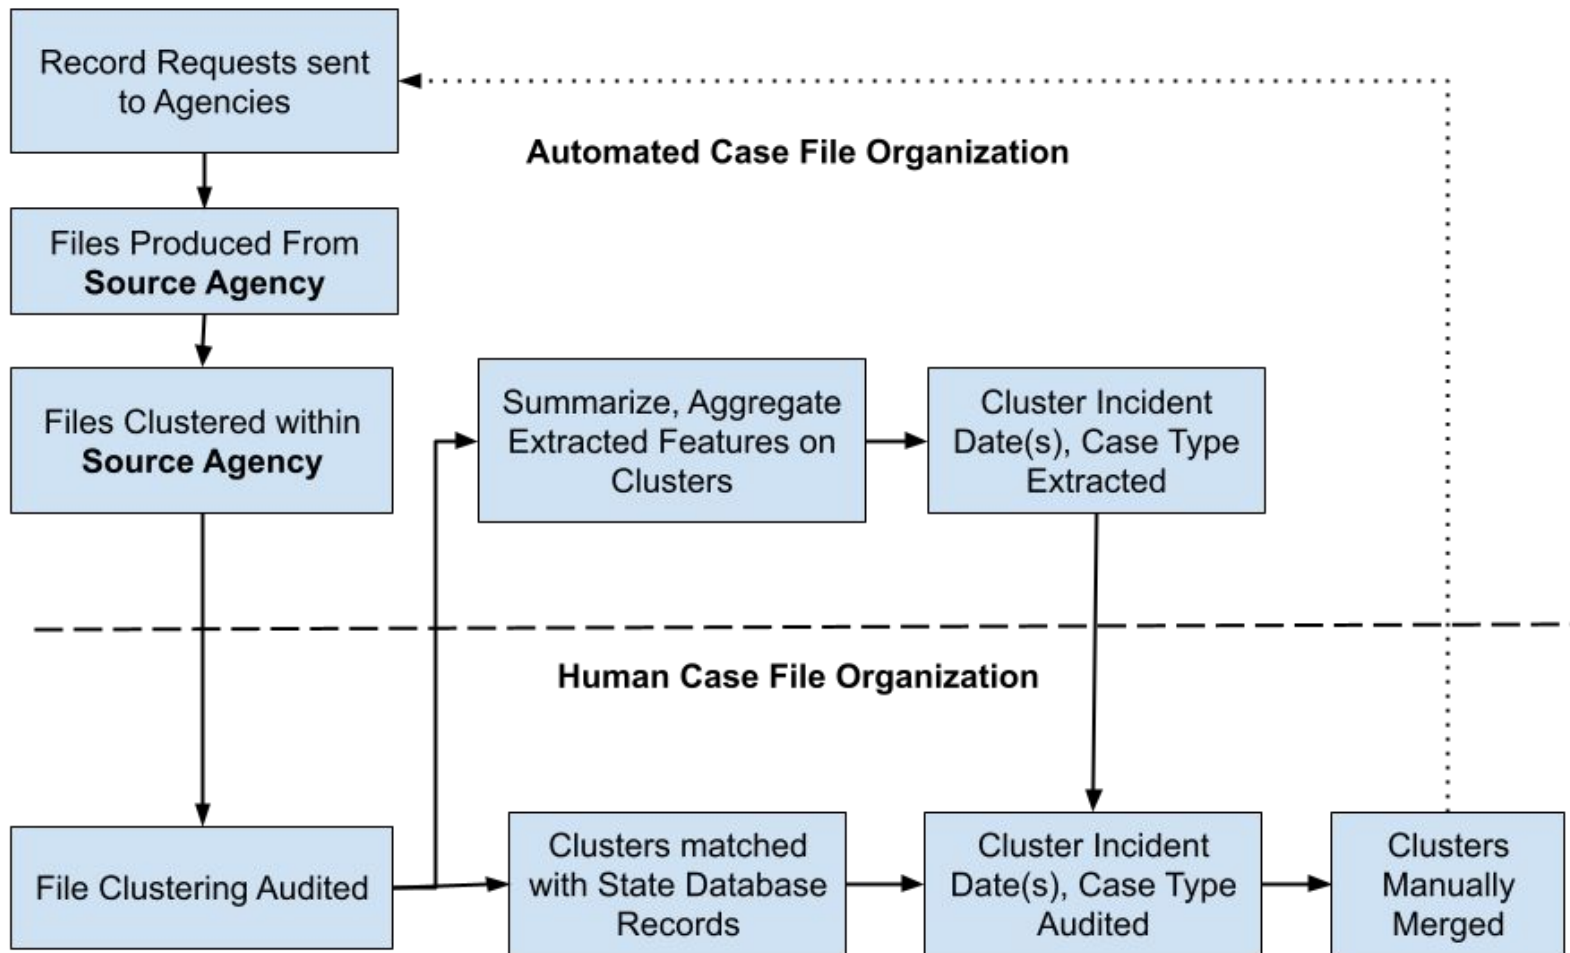 Record Requests sent
to Agencies
Automated Case File Organization
Files Produced From
Source Agency
Files Clustered within
Source Agency
Summarize, Aggregate
Extracted Features on
Clusters
Cluster Incident
Date(s), Case Type
Extracted
Human Case File Organization
File Clustering Audited
Clusters matched
with State Database
Records
Cluster Incident
Date(s), Case Type
Audited
Clusters
Manually
Merged